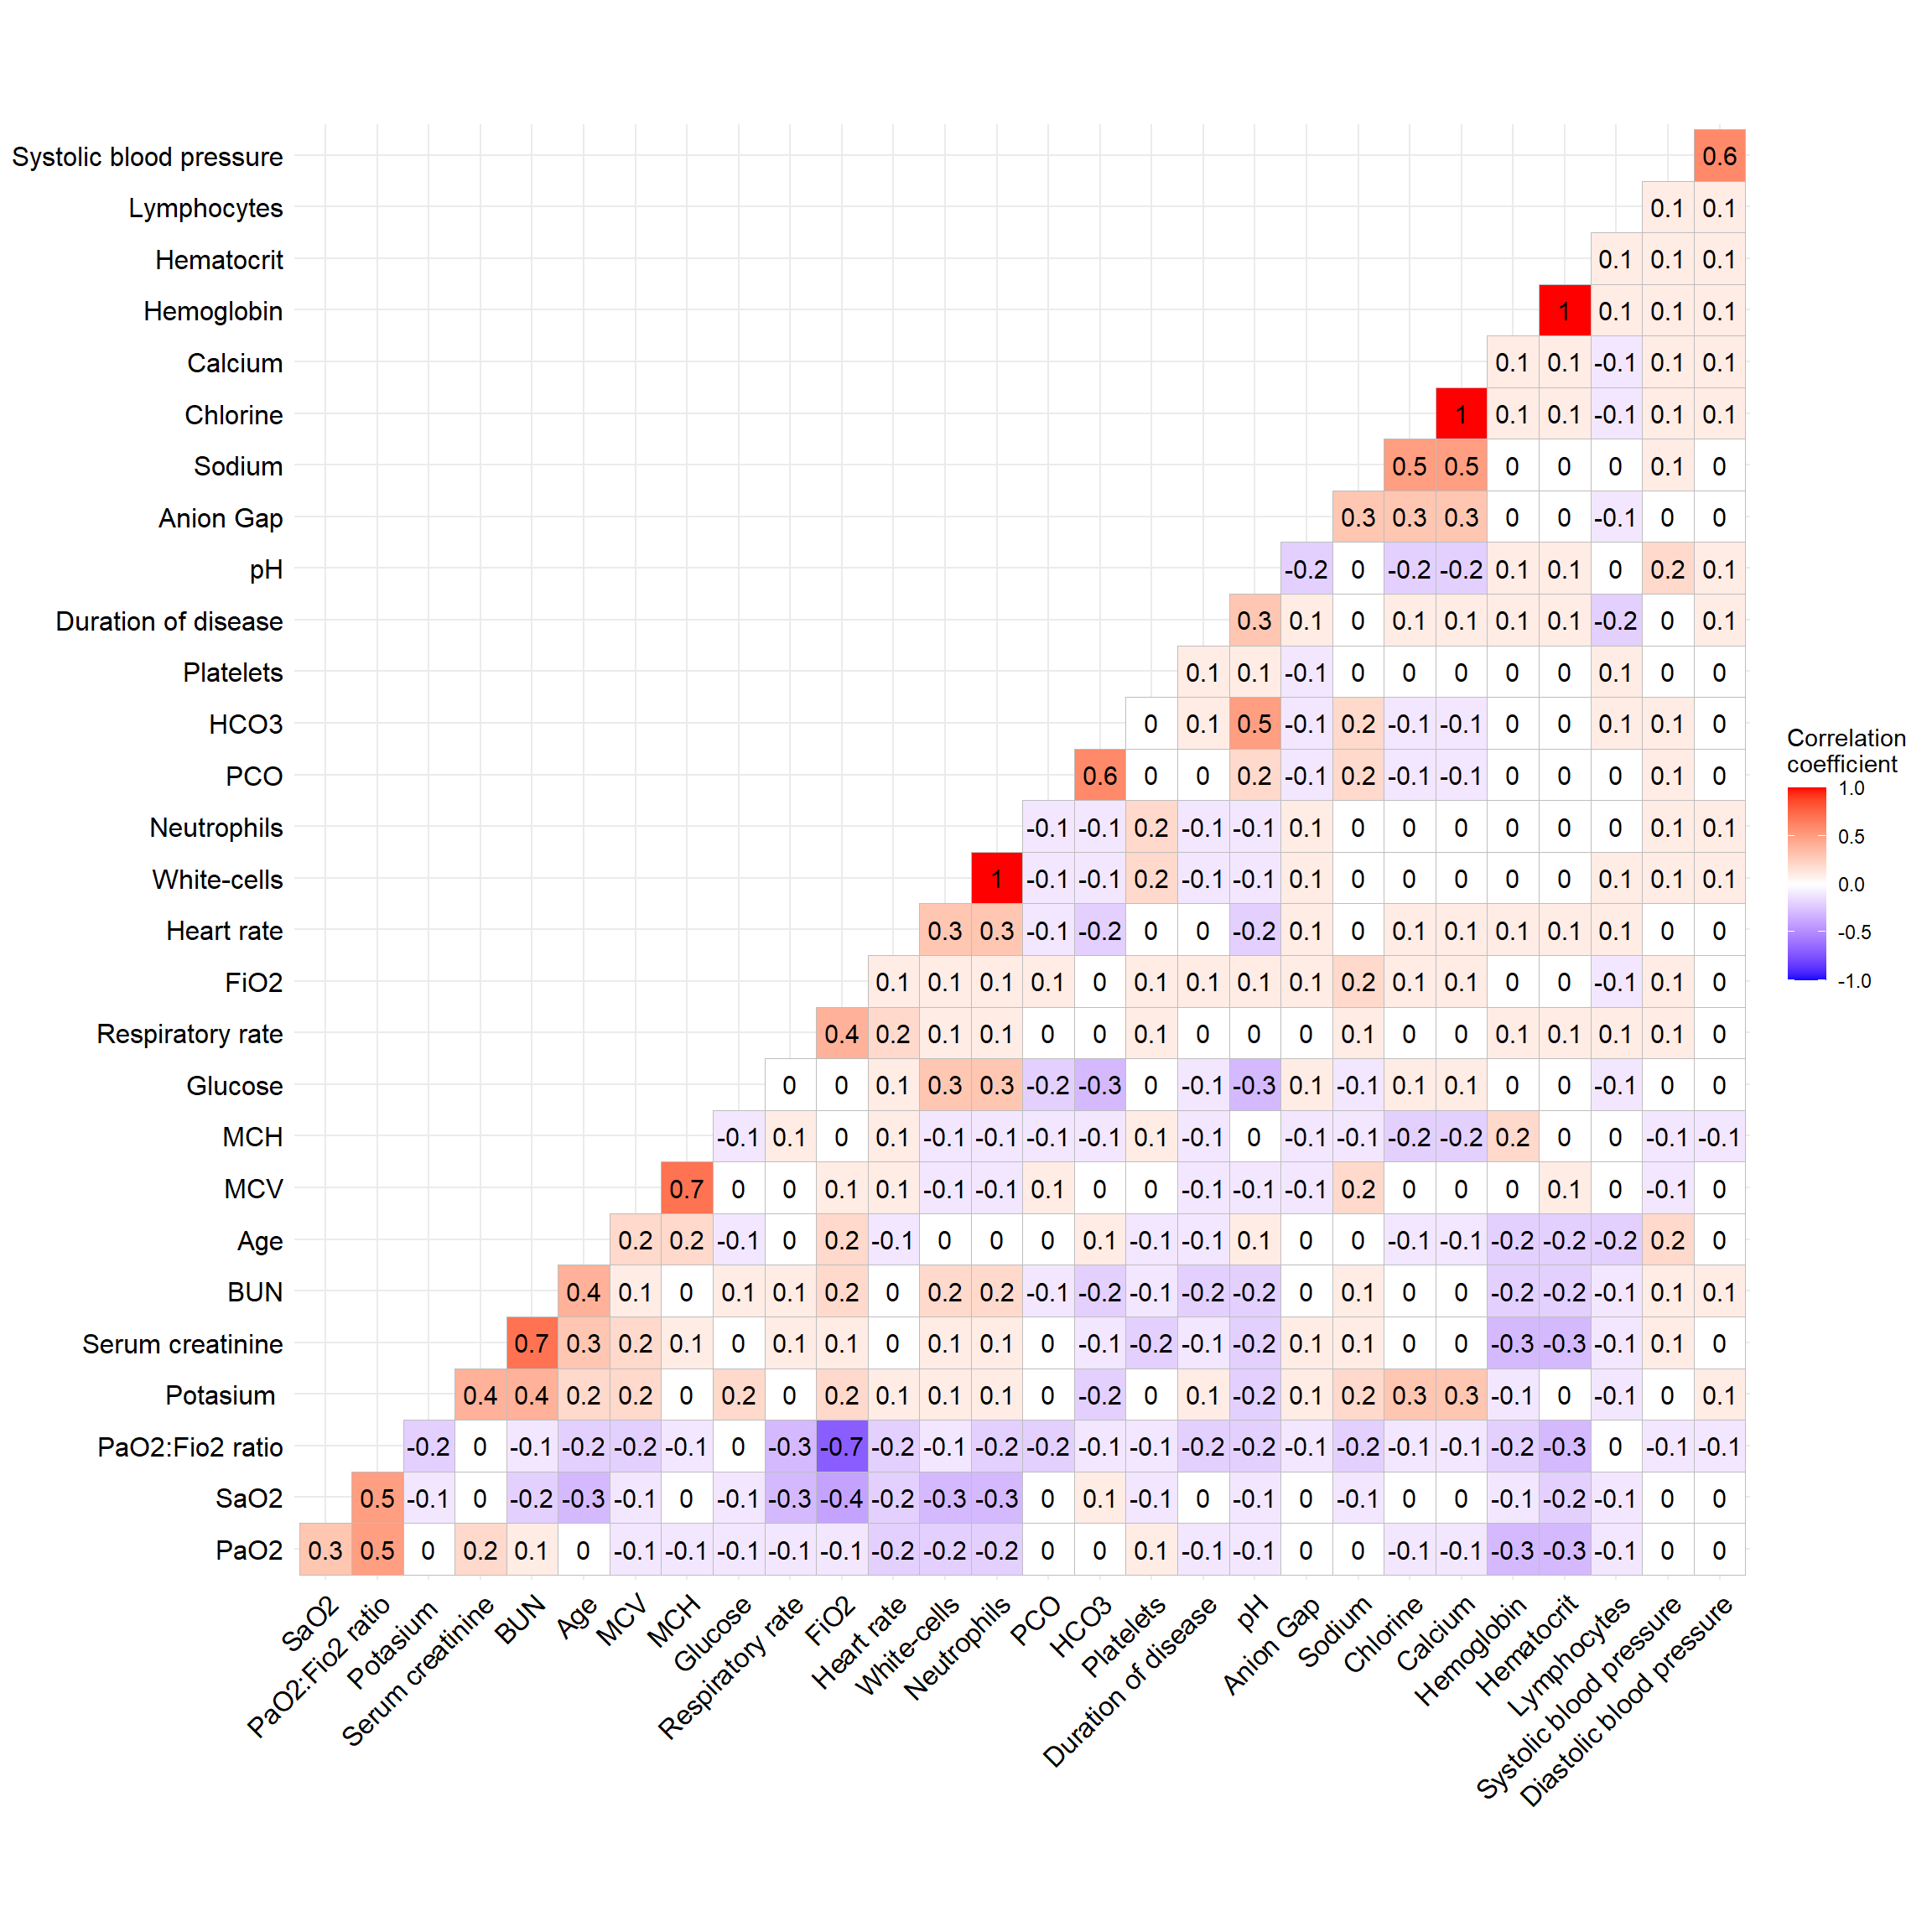 Systolic blood pressure 0.6
Lymphocytes 0.1 0.1
Hematocrit 0.1 0.1 0.1
Hemoglobin 1 0.1 0.1 0.1
Calcium 0.1 0.1 -0.1 0.1 0.1
Chlorine 1 0.1 0.1 -0.1 0.1 0.1
Sodium 0.5 0.5 0 0 0 0.1 0
Anion Gap 0.3 0.3 0.3 0 0 -0.1 0 0
pH -0.2 0 -0.2 -0.2 0.1 0.1 0 0.2 0.1
Duration of disease 0.3 0.1 0 0.1 0.1 0.1 0.1 -0.2 0 0.1
Platelets 0.1 0.1 -0.1 0 0 0 0 0 0.1 0 0
HCO3 0 0.1 0.5 -0.1 0.2 -0.1 -0.1 0 0 0.1 0.1 0
PCO 0.6 0 0 0.2 -0.1 0.2 -0.1 -0.1 0 0 0 0.1 0
Neutrophils -0.1 -0.1 0.2 -0.1 -0.1 0.1 0 0 0 0 0 0 0.1 0.1
White-cells 1 -0.1 -0.1 0.2 -0.1 -0.1 0.1 0 0 0 0 0 0.1 0.1 0.1
Heart rate 0.3 0.3 -0.1 -0.2 0 0 -0.2 0.1 0 0.1 0.1 0.1 0.1 0.1 0 0
FiO2 0.1 0.1 0.1 0.1 0 0.1 0.1 0.1 0.1 0.2 0.1 0.1 0 0 -0.1 0.1 0
Respiratory rate 0.4 0.2 0.1 0.1 0 0 0.1 0 0 0 0.1 0 0 0.1 0.1 0.1 0.1 0
Glucose 0 0 0.1 0.3 0.3 -0.2 -0.3 0 -0.1 -0.3 0.1 -0.1 0.1 0.1 0 0 -0.1 0 0
MCH -0.1 0.1 0 0.1 -0.1 -0.1 -0.1 -0.1 0.1 -0.1 0 -0.1 -0.1 -0.2 -0.2 0.2 0 0 -0.1 -0.1
MCV 0.7 0 0 0.1 0.1 -0.1 -0.1 0.1 0 0 -0.1 -0.1 -0.1 0.2 0 0 0 0.1 0 -0.1 0
Age 0.2 0.2 -0.1 0 0.2 -0.1 0 0 0 0.1 -0.1 -0.1 0.1 0 0 -0.1 -0.1 -0.2 -0.2 -0.2 0.2 0
BUN 0.4 0.1 0 0.1 0.1 0.2 0 0.2 0.2 -0.1 -0.2 -0.1 -0.2 -0.2 0 0.1 0 0 -0.2 -0.2 -0.1 0.1 0.1
Serum creatinine 0.7 0.3 0.2 0.1 0 0.1 0.1 0 0.1 0.1 0 -0.1 -0.2 -0.1 -0.2 0.1 0.1 0 0 -0.3 -0.3 -0.1 0.1 0
Potasium 0.4 0.4 0.2 0.2 0 0.2 0 0.2 0.1 0.1 0.1 0 -0.2 0 0.1 -0.2 0.1 0.2 0.3 0.3 -0.1 0 -0.1 0 0.1
PaO2:Fio2 ratio -0.2 0 -0.1 -0.2 -0.2 -0.1 0 -0.3 -0.7 -0.2 -0.1 -0.2 -0.2 -0.1 -0.1 -0.2 -0.2 -0.1 -0.2 -0.1 -0.1 -0.2 -0.3 0 -0.1 -0.1
SaO2 0.5 -0.1 0 -0.2 -0.3 -0.1 0 -0.1 -0.3 -0.4 -0.2 -0.3 -0.3 0 0.1 -0.1 0 -0.1 0 -0.1 0 0 -0.1 -0.2 -0.1 0 0
PaO2 0.3 0.5 0 0.2 0.1 0 -0.1 -0.1 -0.1 -0.1 -0.1 -0.2 -0.2 -0.2 0 0 0.1 -0.1 -0.1 0 0 -0.1 -0.1 -0.3 -0.3 -0.1 0 0
SaO2
PaO2:Fio2 ratio
Potasium
Serum creatinine
BUN
Age
MCV
MCH
Glucose
Respiratory rate
FiO2
Heart rate
White-cells
Neutrophils
PCO
HCO3
Platelets
Duration of disease
pH
Anion Gap
Sodium
Chlorine
Calcium
Hemoglobin
Hematocrit
Lymphocytes
Systolic blood pressure
Diastolic blood pressure
Correlation
coefficient
1.0
0.5
0.0
-0.5
-1.0